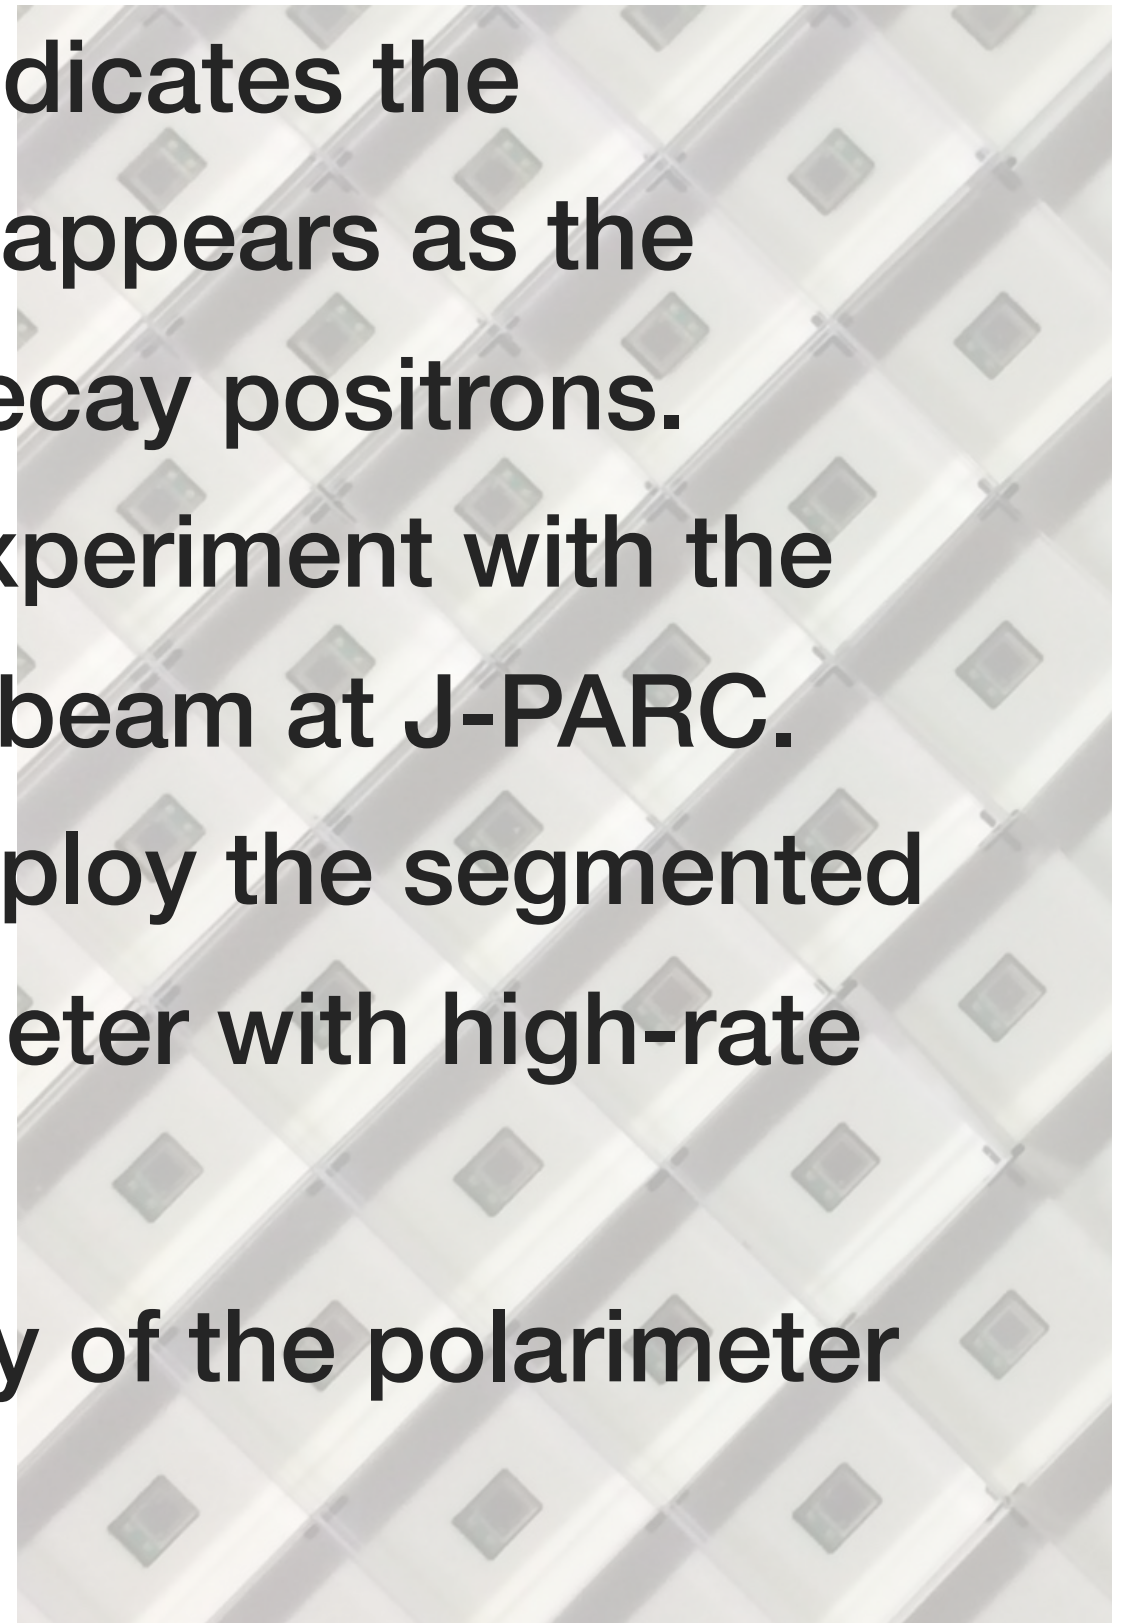 dicates the
appears as the
ecay positrons.
xperiment with the
beam at J-PARC.
ploy the segmented
eter with high-rate
y of the polarimeter